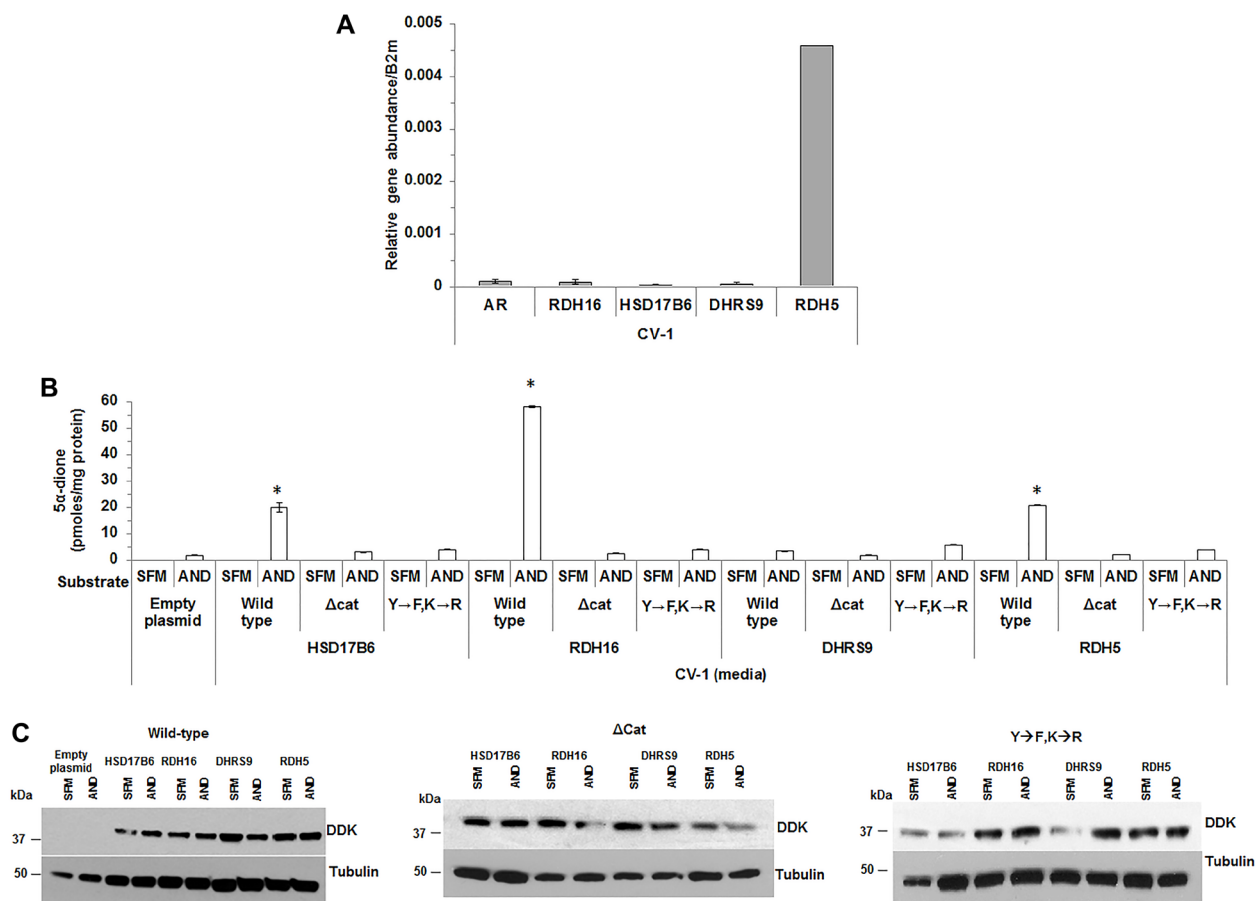 A
Relative gene abundance/B2m
0.005
0.004
0.003
0.002
0.001
0
AR RDH16 HSD17B6 DHRS9 RDH5
CV-1
B
5α-dione
(pmoles/mg protein)
60
50
40
30
20
10
0
* * *
Substrate SFM AND SFM AND SFM AND SFM AND SFM AND SFM AND SFM AND SFM AND SFM AND SFM AND SFM AND SFM AND SFM AND
Empty plasmid Wild type Δcat Y→F,K→R Wild type Δcat Y→F,K→R Wild type Δcat Y→F,K→R Wild type Δcat Y→F,K→R
HSD17B6 RDH16 DHRS9 RDH5
CV-1 (media)
C
Wild-type
Empty plasmid HSD17B6 RDH16 DHRS9 RDH5
SFM AND SFM AND SFM AND SFM AND SFM AND
kDa
37 DDK
50 Tubulin
ΔCat
HSD17B6 RDH16 DHRS9 RDH5
SFM AND SFM AND SFM AND SFM AND
kDa
37 DDK
50 Tubulin
Y→F,K→R
HSD17B6 RDH16 DHRS9 RDH5
SFM AND SFM AND SFM AND SFM AND
kDa
37 DDK
50 Tubulin